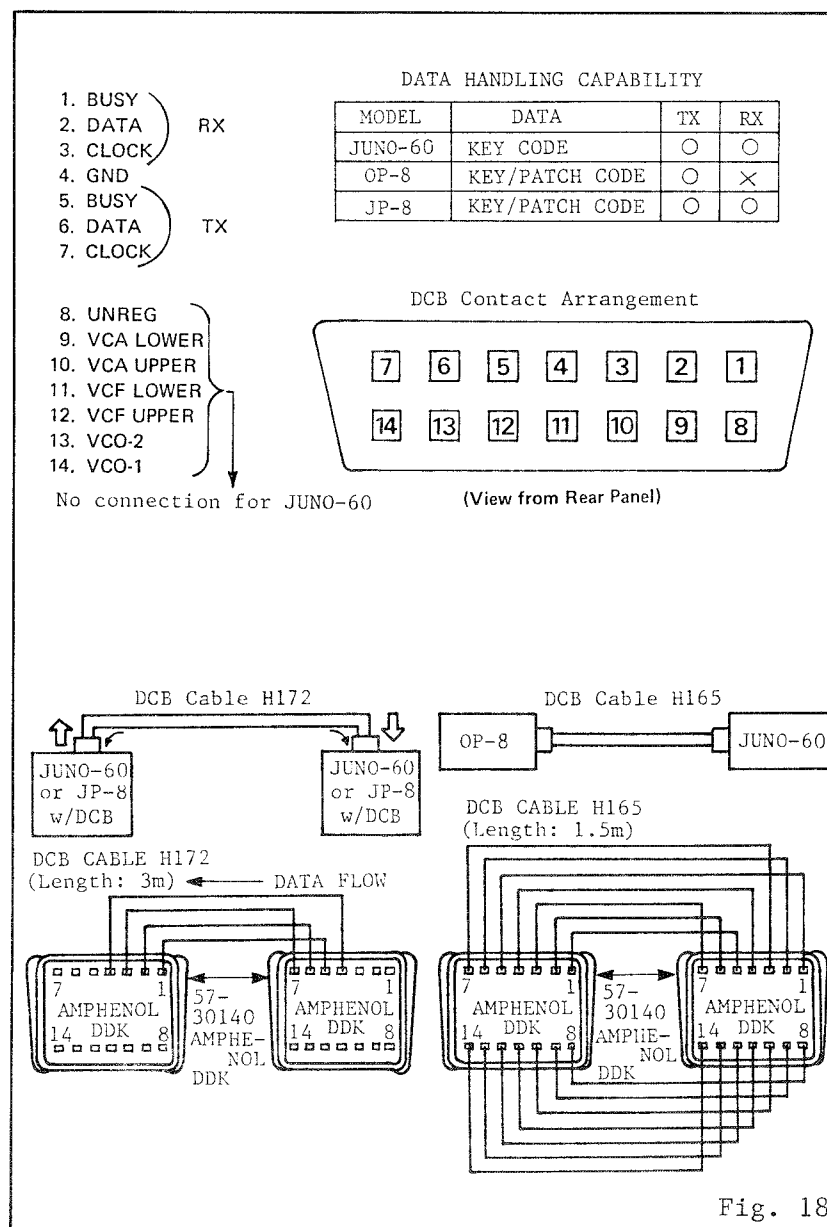 1. BUSY
2. DATA RX
3. CLOCK
4. GND
5. BUSY
6. DATA TX
7. CLOCK
DATA HANDLING CAPABILITY
MODEL DATA TX RX
JUNO-60 KEY CODE ○ ○
OP-8 KEY/PATCH CODE ○ ×
JP-8 KEY/PATCH CODE ○ ○
8. UNREG
9. VCA LOWER
10. VCA UPPER
11. VCF LOWER
12. VCF UPPER
13. VCO-2
14. VCO-1
No connection for JUNO-60
DCB Contact Arrangement
7 6 5 4 3 2 1
14 13 12 11 10 9 8
(View from Rear Panel)
DCB Cable H172
JUNO-60
or JP-8
w/DCB
JUNO-60
or JP-8
w/DCB
DCB Cable H165
OP-8
JUNO-60
DCB CABLE H172
(Length: 3m)
DATA FLOW
7 1
AMPHENOL
14 DDK 8
57-
30140
AMPHE-
NOL
DDK
7 1
AMPHENOL
14 DDK 8
DCB CABLE H165
(Length: 1.5m)
7 1
AMPHENOL
14 DDK 8
57-
30140
AMPHE-
NOL
DDK
7 1
AMPHENOL
14 DDK 8
Fig. 18